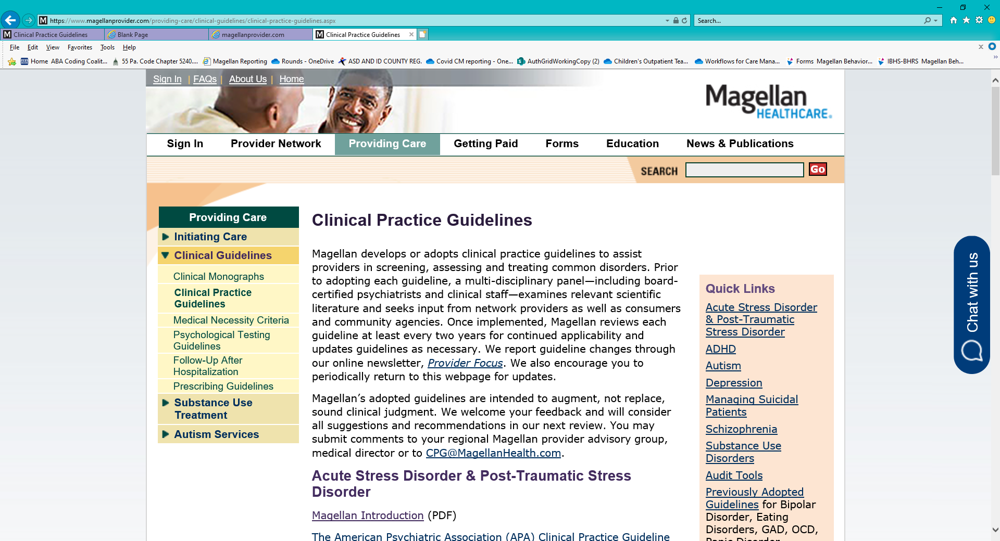 https://www.magellanprovider.com/providing-care/clinical-guidelines/clinical-practice-guidelines.aspx
Search...
Clinical Practice Guidelines
Blank Page
magellanprovider.com
Clinical Practice Guidelines
File Edit View Favorites Tools Help
Home ABA Coding Coalit...
55 Pa. Code Chapter 5240....
Magellan Reporting
Rounds - OneDrive
ASD AND ID COUNTY REG.
Covid CM reporting - One...
AuthGridWorkingCopy (2)
Children's Outpatient Tea...
Workflows for Care Mana...
Forms Magellan Behavior...
IBHS-BHRS Magellan Beh...
Sign In | FAQs | About Us | Home
Magellan
HEALTHCARE®
Sign In Provider Network Providing Care Getting Paid Forms Education News & Publications
SEARCH Go
Providing Care
Initiating Care
Clinical Guidelines
Clinical Monographs
Clinical Practice
Guidelines
Medical Necessity Criteria
Psychological Testing
Guidelines
Follow-Up After
Hospitalization
Prescribing Guidelines
Substance Use
Treatment
Autism Services
Clinical Practice Guidelines
Magellan develops or adopts clinical practice guidelines to assist
providers in screening, assessing and treating common disorders. Prior
to adopting each guideline, a multi-disciplinary panel—including board-
certified psychiatrists and clinical staff—examines relevant scientific
literature and seeks input from network providers as well as consumers
and community agencies. Once implemented, Magellan reviews each
guideline at least every two years for continued applicability and
updates guidelines as necessary. We report guideline changes through
our online newsletter, Provider Focus. We also encourage you to
periodically return to this webpage for updates.
Magellan’s adopted guidelines are intended to augment, not replace,
sound clinical judgment. We welcome your feedback and will consider
all suggestions and recommendations in our next review. You may
submit comments to your regional Magellan provider advisory group,
medical director or to CPG@MagellanHealth.com.
Acute Stress Disorder & Post-Traumatic Stress
Disorder
Magellan Introduction (PDF)
The American Psychiatric Association (APA) Clinical Practice Guideline
Quick Links
Acute Stress Disorder
& Post-Traumatic
Stress Disorder
ADHD
Autism
Depression
Managing Suicidal
Patients
Schizophrenia
Substance Use
Disorders
Audit Tools
Previously Adopted
Guidelines for Bipolar
Disorder, Eating
Disorders, GAD, OCD,
Panic Disorder
Chat with us